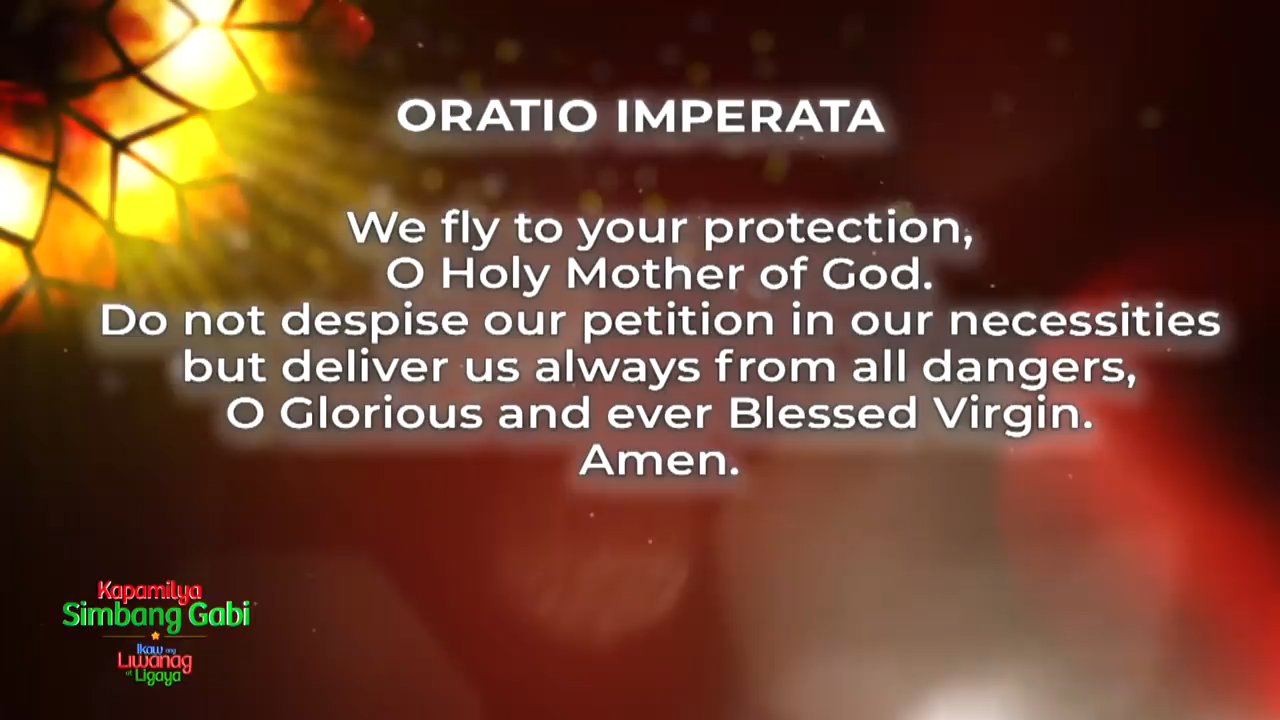 ORATIO IMPERATA
We fly to your protection,
O Holy Mother of God.
Do not despise our petition in our necessities
but deliver us always from all dangers,
O Glorious and ever Blessed Virgin.
Amen.
Kapamilya
Simbang Gabi
Ikaw ang
Liwanag
at Ligaya